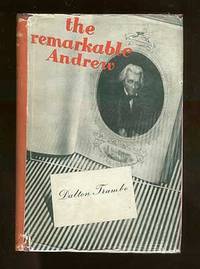 the
remarkable
Andrew
Dalton Trumbo